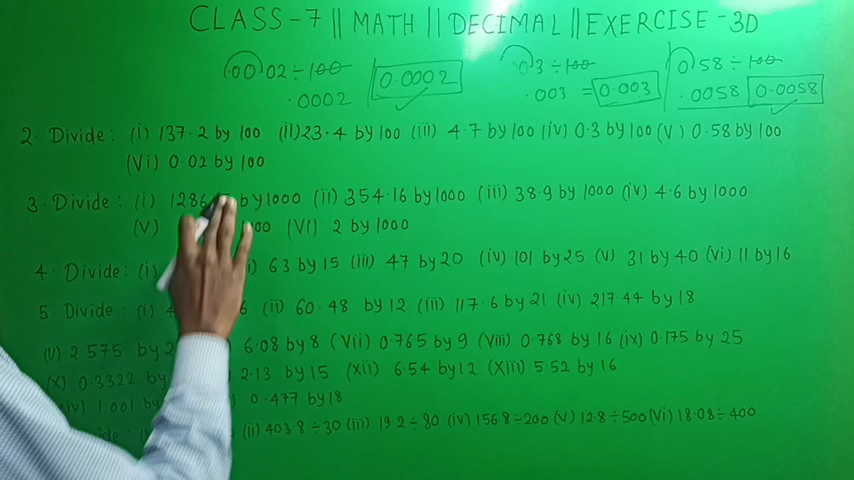 CLASS-7 || MATH || DECIMAL || EXERCISE-3D
.00 02 ÷ 100 0.0002 0.3 ÷ 100 0 58 ÷ 100
.0002 .003 = 0.003 .0058 0.0058
2. Divide: (i) 137.2 by 100 (ii) 23.4 by 100 (iii) 4.7 by 100 (iv) 0.3 by 100 (V) 0.58 by 100
(Vi) 0.02 by 100
3. Divide: (i) 1286 by 1000 (ii) 354.16 by 1000 (iii) 38.9 by 1000 (iv) 4.6 by 1000
(V) (VI) 2 by 1000
4. Divide: (i) 63 by 15 (iii) 47 by 20 (iv) 101 by 25 (v) 31 by 40 (vi) 11 by 16
5. Divide: (i) 6 (ii) 60.48 by 12 (iii) 117.6 by 21 (iv) 217.44 by 18
(V) 2.575 by 6.08 by 8 (Vii) 0.765 by 9 (Viii) 0.768 by 16 (ix) 0.175 by 25
(X) 0.3322 by 2.13 by 15 (xii) 6.54 by 12 (Xiii) 5.52 by 16
1.001 by 0.477 by 18
(ii) 403.8 ÷ 30 (iii) 19.2 ÷ 80 (iv) 156.8 ÷ 200 (v) 12.8 ÷ 500 (Vi) 18.08 ÷ 400